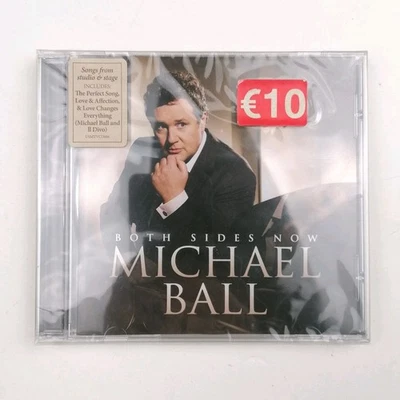 Songs from
studio & stage
INCLUDES:
The Perfect Song,
Love & Affection,
& Love Changes
Everything
(Michael Ball and
Il Divo)
€10
BOTH SIDES NOW
MICHAEL
BALL